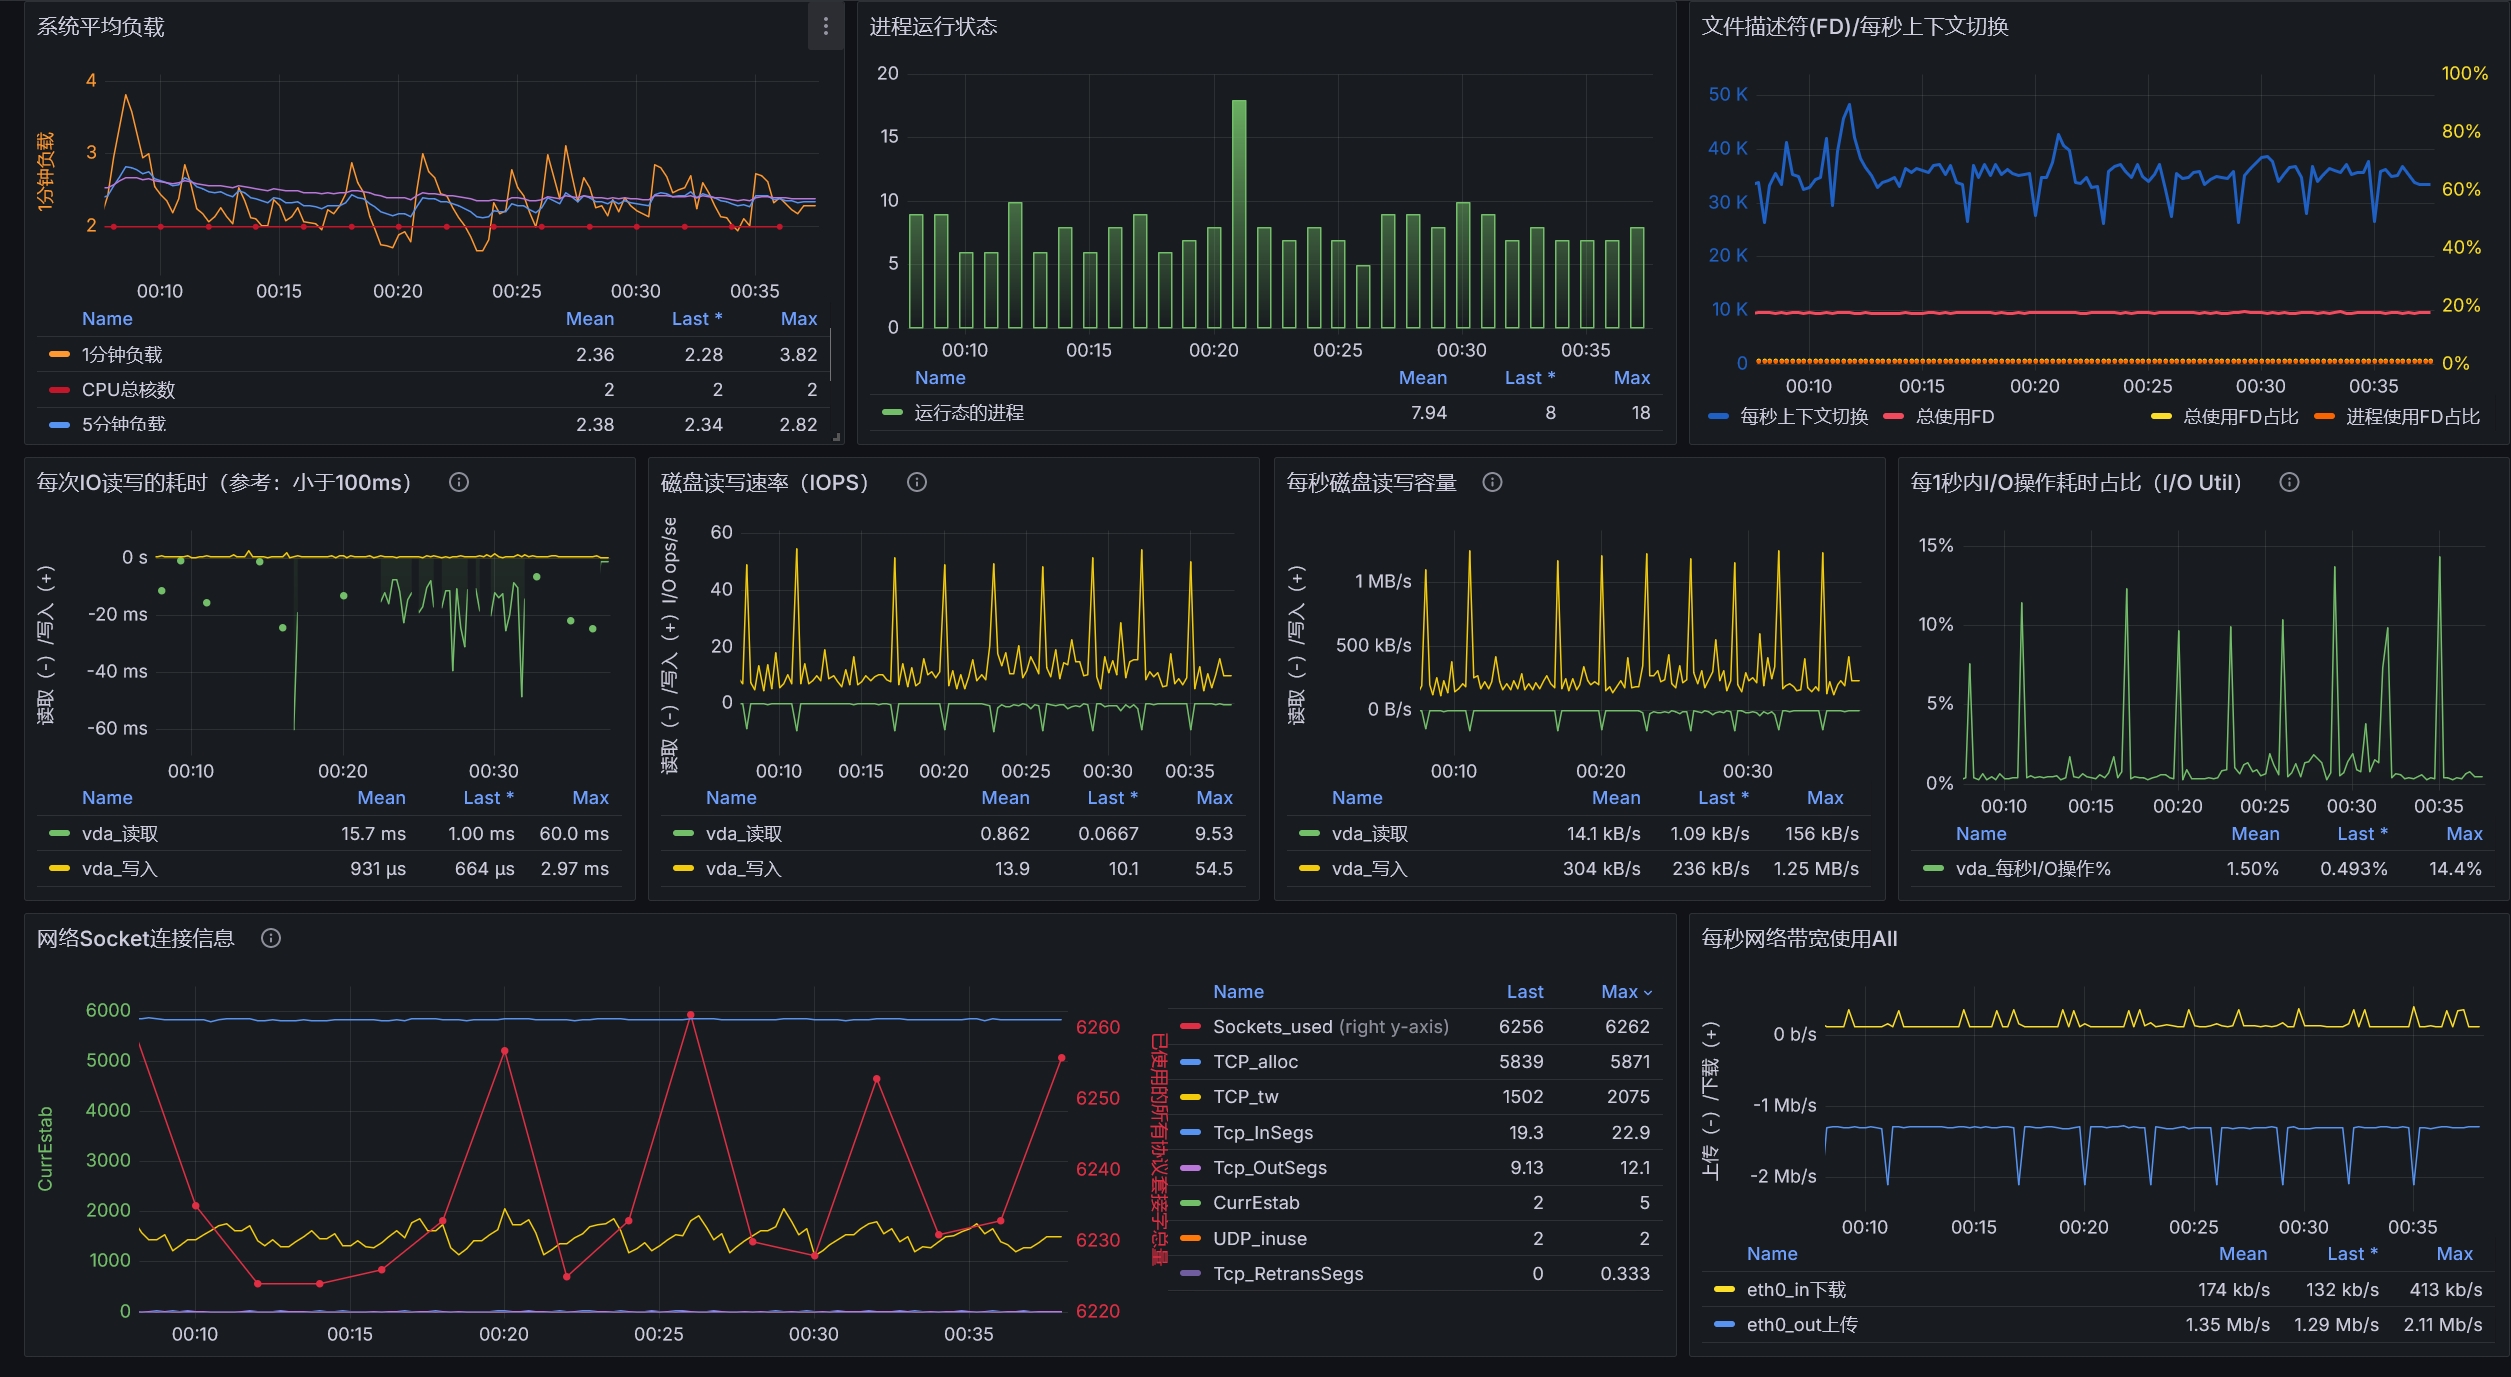 系统平均负载
1分钟负载
4
3
2
00:10 00:15 00:20 00:25 00:30 00:35
Name Mean Last * Max
1分钟负载 2.36 2.28 3.82
CPU总核数 2 2 2
5分钟负载 2.38 2.34 2.82
进程运行状态
20
15
10
5
0
00:10 00:15 00:20 00:25 00:30 00:35
Name Mean Last * Max
运行态的进程 7.94 8 18
文件描述符(FD)/每秒上下文切换
50 K
40 K
30 K
20 K
10 K
0
100%
80%
60%
40%
20%
0%
00:10 00:15 00:20 00:25 00:30 00:35
每秒上下文切换 总使用FD 总使用FD占比 进程使用FD占比
每次IO读写的耗时（参考：小于100ms）
读取（-）/写入（+）
0 s
-20 ms
-40 ms
-60 ms
00:10 00:20 00:30
Name Mean Last * Max
vda_读取 15.7 ms 1.00 ms 60.0 ms
vda_写入 931 µs 664 µs 2.97 ms
磁盘读写速率（IOPS）
读取（-）/写入（+）I/O ops/se
60
40
20
0
00:10 00:15 00:20 00:25 00:30 00:35
Name Mean Last * Max
vda_读取 0.862 0.0667 9.53
vda_写入 13.9 10.1 54.5
每秒磁盘读写容量
读取（-）/写入（+）
1 MB/s
500 kB/s
0 B/s
00:10 00:20 00:30
Name Mean Last * Max
vda_读取 14.1 kB/s 1.09 kB/s 156 kB/s
vda_写入 304 kB/s 236 kB/s 1.25 MB/s
每1秒内I/O操作耗时占比（I/O Util）
15%
10%
5%
0%
00:10 00:15 00:20 00:25 00:30 00:35
Name Mean Last * Max
vda_每秒I/O操作% 1.50% 0.493% 14.4%
网络Socket连接信息
CurrEstab
6000
5000
4000
3000
2000
1000
0
6260
6250
6240
6230
6220
已使用的所有协议套接字总量
00:10 00:15 00:20 00:25 00:30 00:35
Name Last Max
Sockets_used (right y-axis) 6256 6262
TCP_alloc 5839 5871
TCP_tw 1502 2075
Tcp_InSegs 19.3 22.9
Tcp_OutSegs 9.13 12.1
CurrEstab 2 5
UDP_inuse 2 2
Tcp_RetransSegs 0 0.333
每秒网络带宽使用All
上传（-）/下载（+）
0 b/s
-1 Mb/s
-2 Mb/s
00:10 00:15 00:20 00:25 00:30 00:35
Name Mean Last * Max
eth0_in下载 174 kb/s 132 kb/s 413 kb/s
eth0_out上传 1.35 Mb/s 1.29 Mb/s 2.11 Mb/s